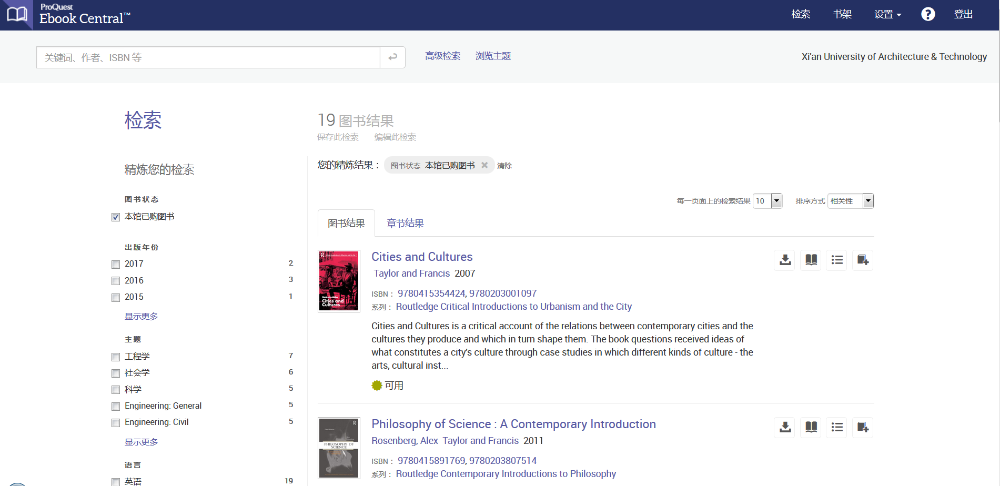 ProQuest
Ebook Central™
检索
书架
设置
?
登出
关键词、作者、ISBN 等
高级检索
浏览主题
Xi'an University of Architecture & Technology
检索
19 图书结果
保存此检索
编辑此检索
精炼您的检索
您的精炼结果：
图书状态 本馆已购图书
清除
图书状态
本馆已购图书
每一页面上的检索结果 10
排序方式 相关性
图书结果
章节结果
出版年份
2017 2
2016 3
2015 1
显示更多
主题
工程学 7
社会学 6
科学 5
Engineering: General 5
Engineering: Civil 5
显示更多
语言
英语 19
Cities and Cultures
Cities and Cultures
Taylor and Francis 2007
ISBN： 9780415354424, 9780203001097
系列： Routledge Critical Introductions to Urbanism and the City
Cities and Cultures is a critical account of the relations between contemporary cities and the
cultures they produce and which in turn shape them. The book questions received ideas of
what constitutes a city's culture through case studies in which different kinds of culture - the
arts, cultural inst...
可用
PHILOSOPHY OF
SCIENCE
Philosophy of Science : A Contemporary Introduction
Rosenberg, Alex Taylor and Francis 2011
ISBN： 9780415891769, 9780203807514
系列： Routledge Contemporary Introductions to Philosophy